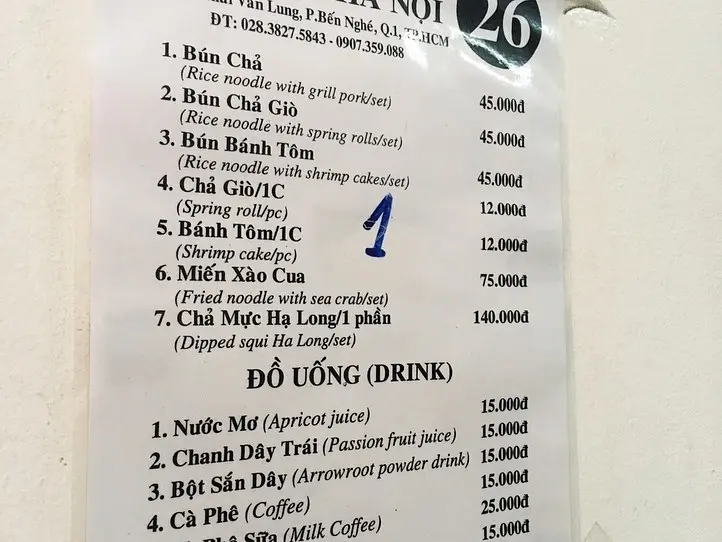 NỘI 26
Văn Lung, P.Bến Nghé, Q.1, TP.HCM
ĐT: 028.3827.5843 - 0907.359.088
1. Bún Chả 45.000đ
(Rice noodle with grill pork/set)
2. Bún Chả Giò 45.000đ
(Rice noodle with spring rolls/set)
3. Bún Bánh Tôm 45.000đ
(Rice noodle with shrimp cakes/set)
4. Chả Giò/1C 12.000đ
(Spring roll/pc)
1
5. Bánh Tôm/1C 12.000đ
(Shrimp cake/pc)
6. Miến Xào Cua 75.000đ
(Fried noodle with sea crab/set)
7. Chả Mực Hạ Long/1 phần 140.000đ
(Dipped squi Ha Long/set)
ĐỒ UỐNG (DRINK)
1. Nước Mơ (Apricot juice) 15.000đ
2. Chanh Dây Trái (Passion fruit juice) 15.000đ
3. Bột Sắn Dây (Arrowroot powder drink) 15.000đ
4. Cà Phê (Coffee) 15.000đ
Phê Sữa (Milk Coffee) 25.000đ
15.000đ